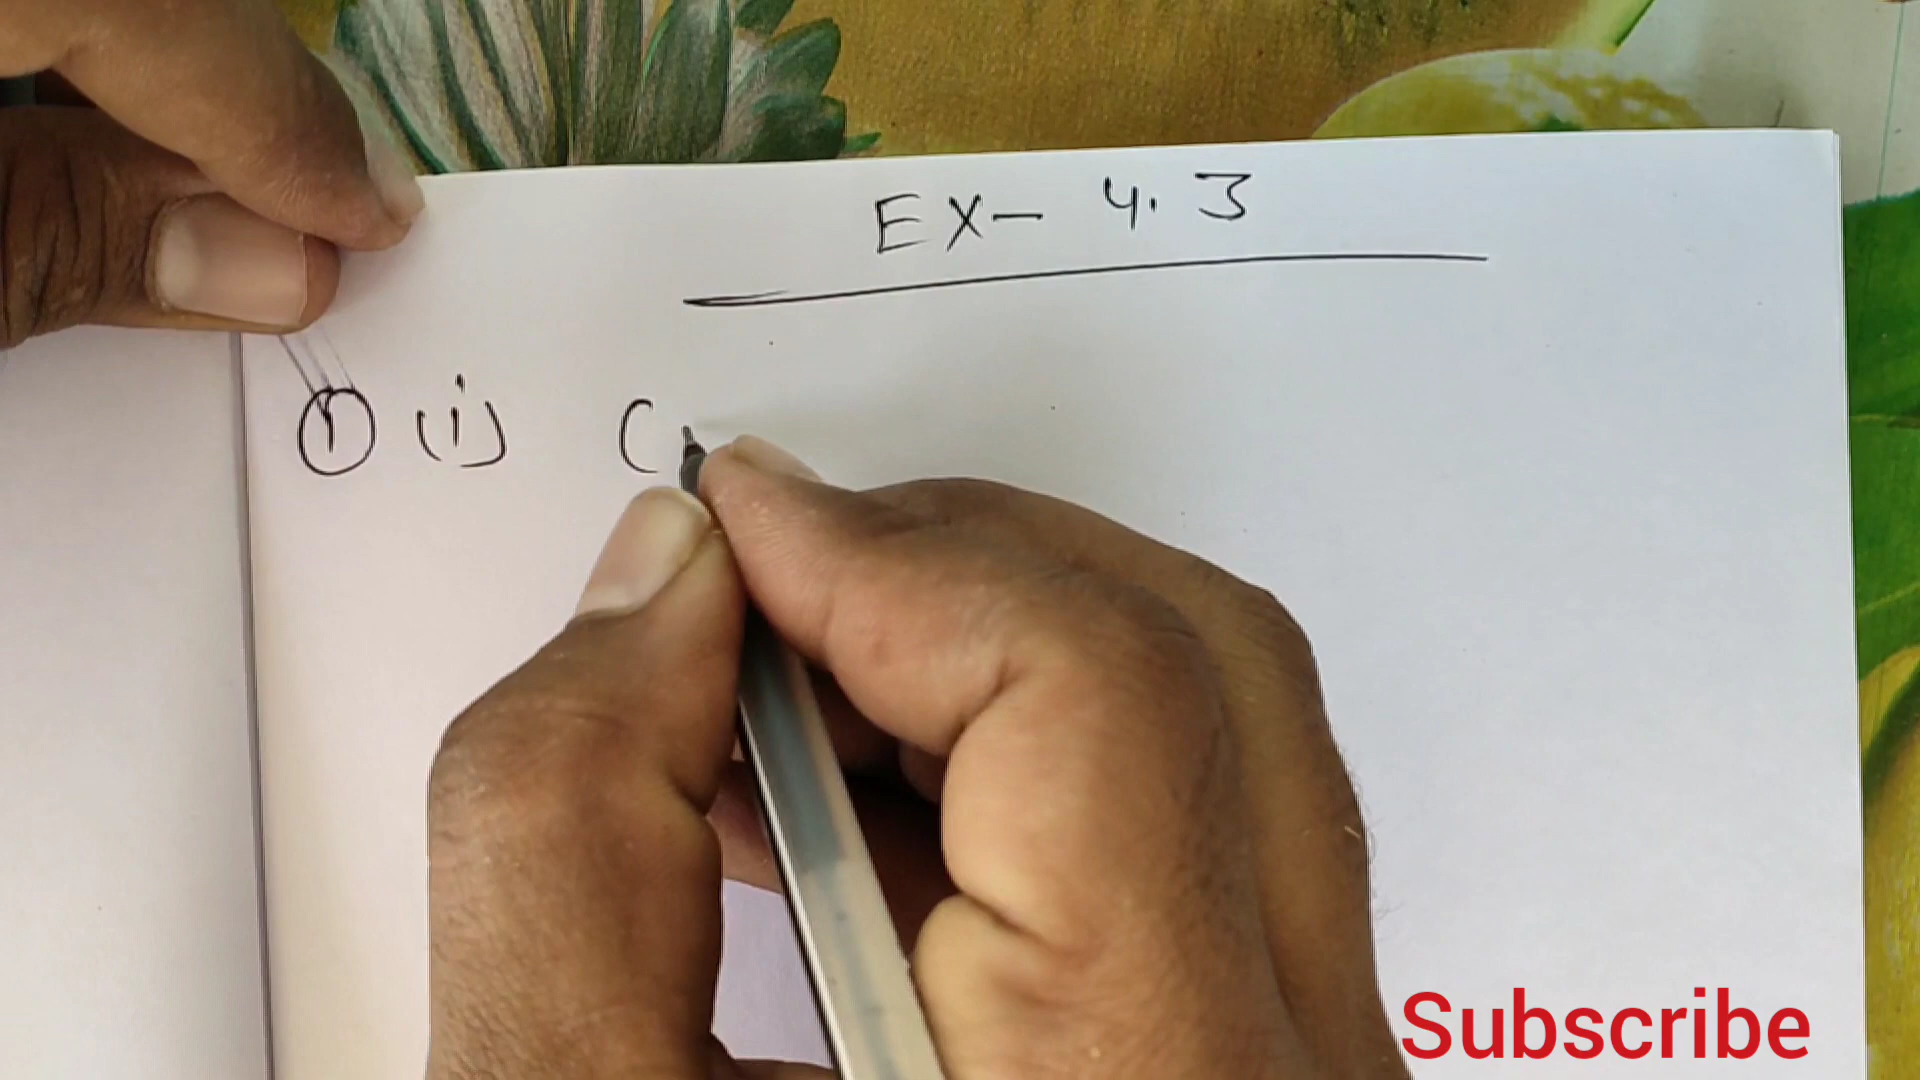 EX- 4.3
① (i) (
Subscribe